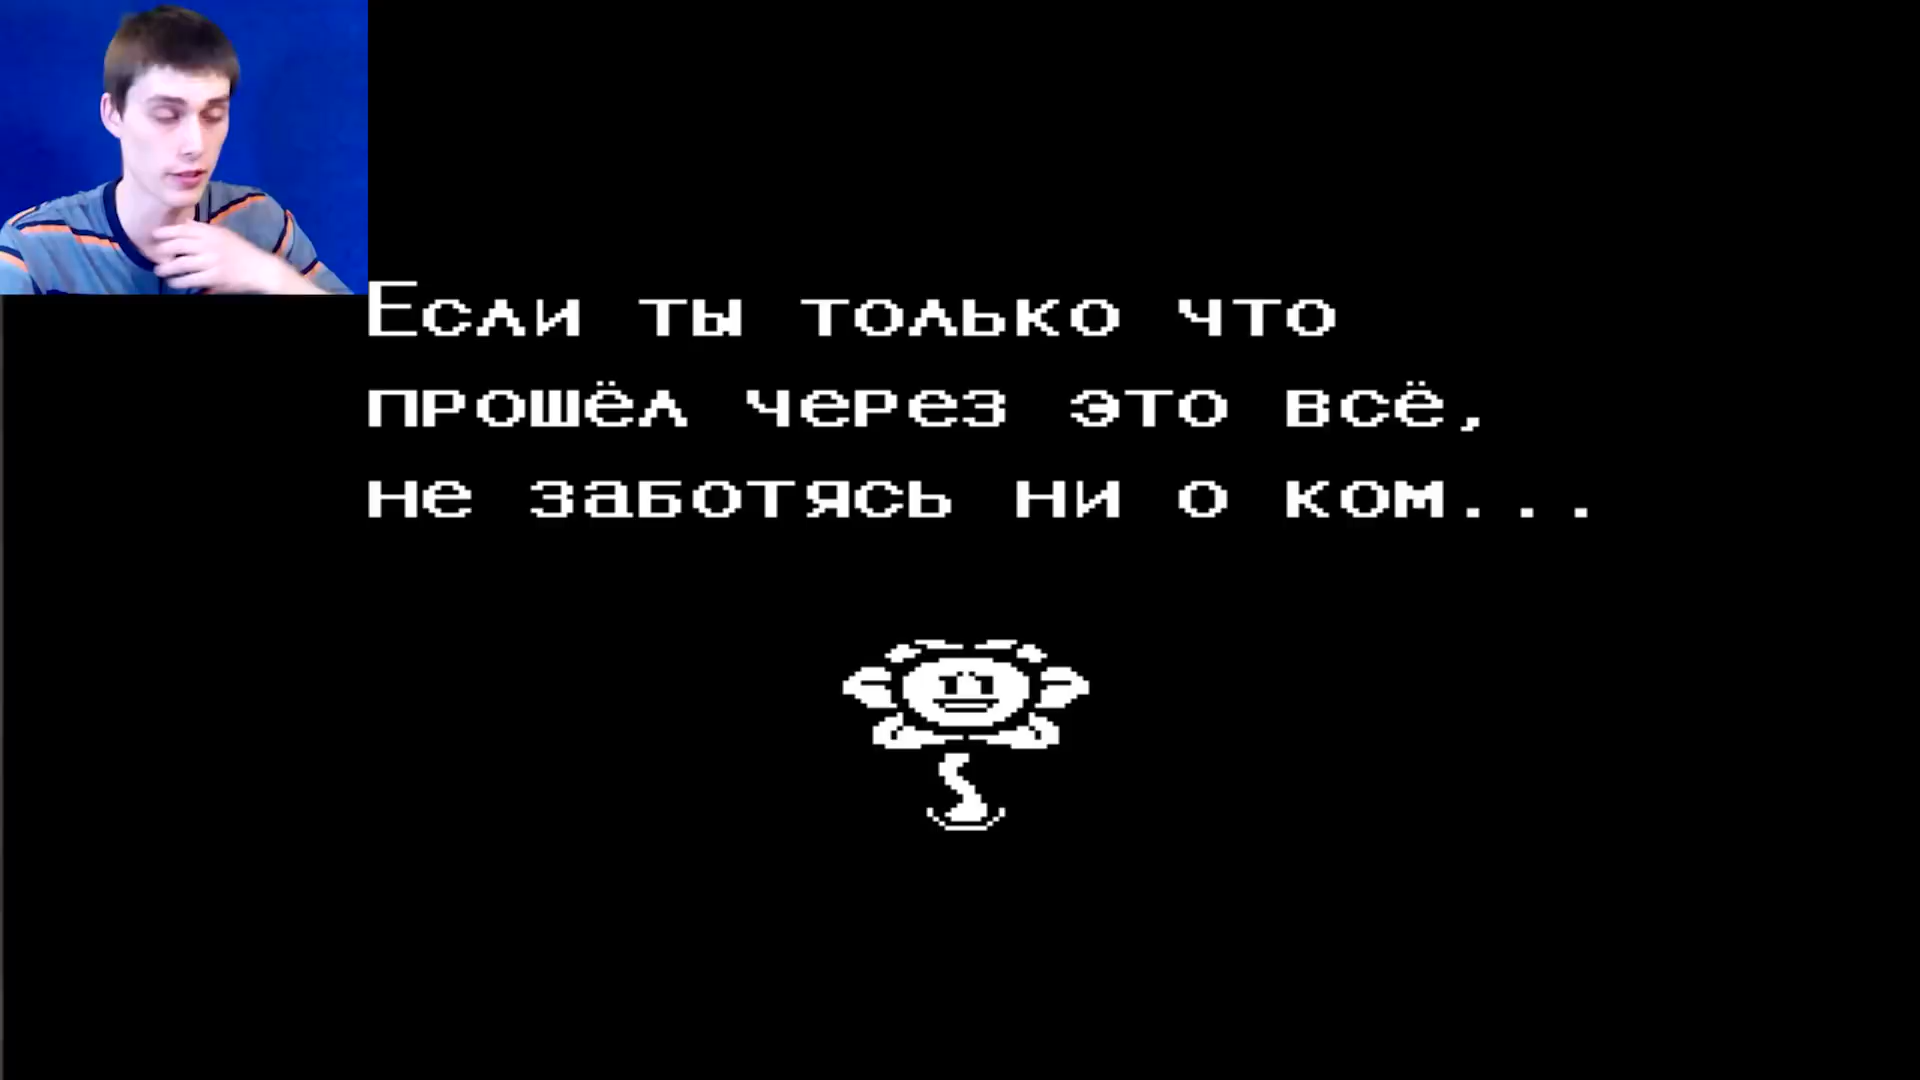 Если ты только что
прошёл через это всё,
не заботясь ни о ком...